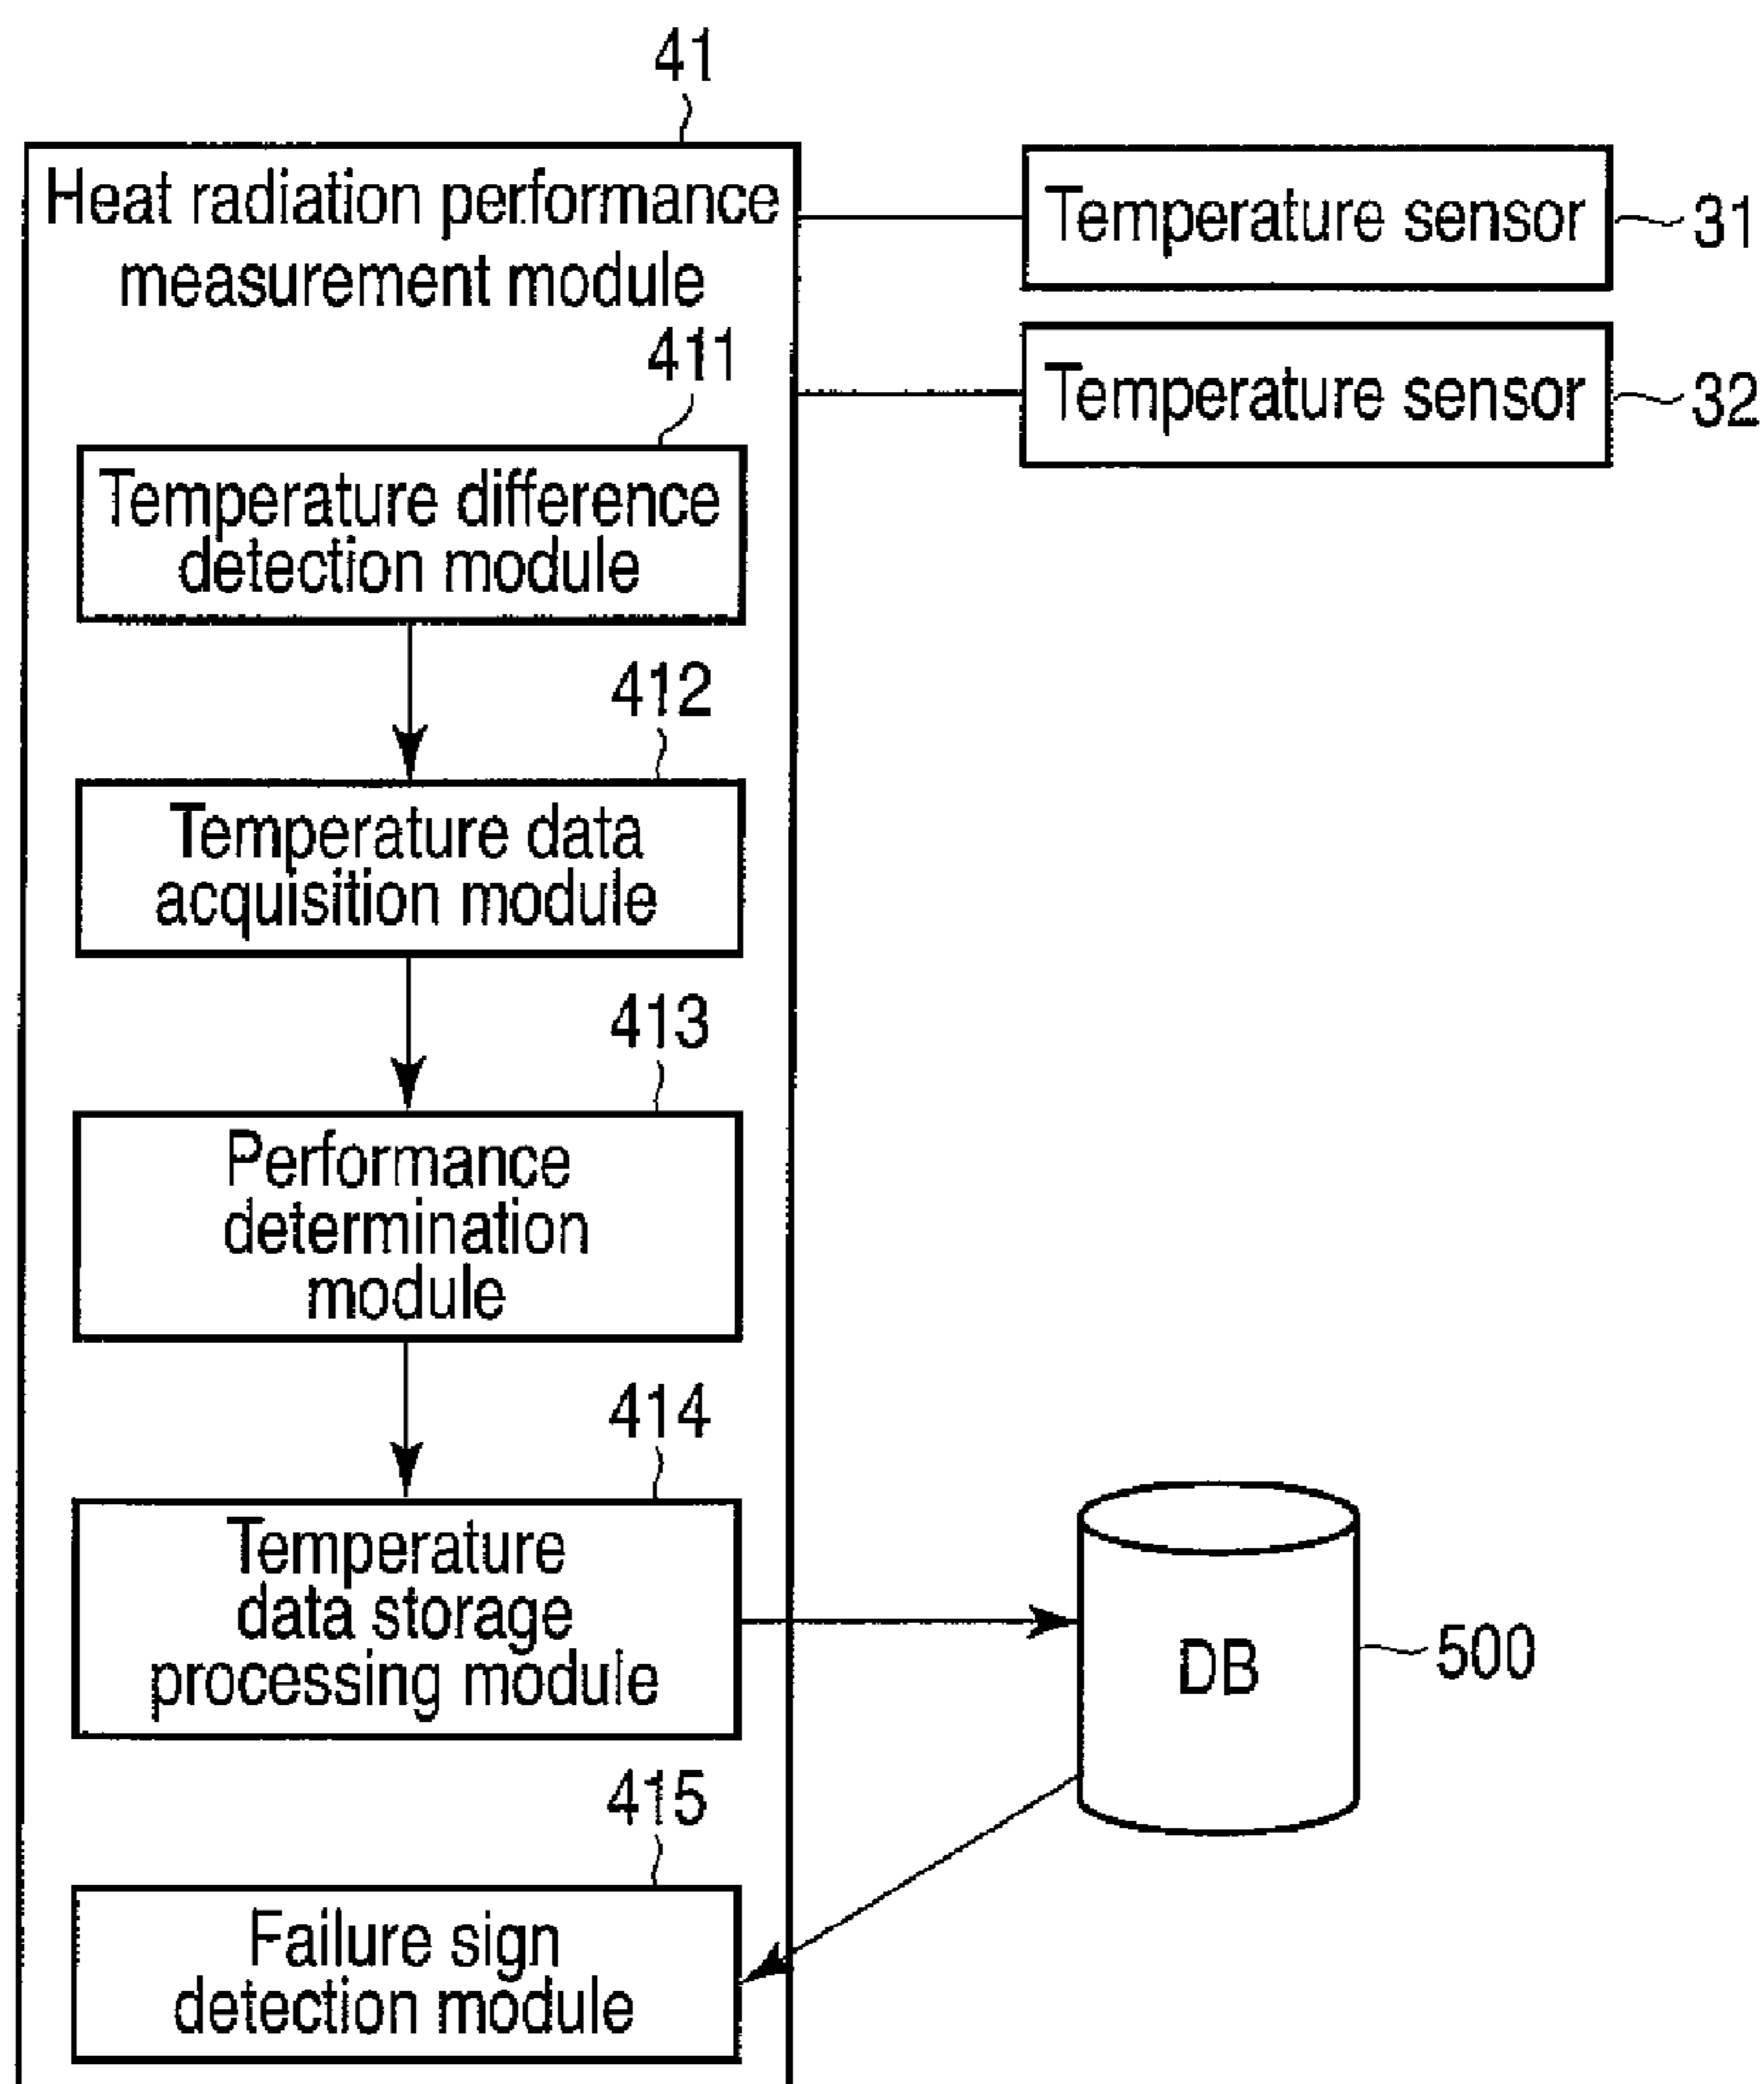 41
Heat radiation performance
measurement module
Temperature sensor
31
Temperature sensor
32
411
Temperature difference
detection module
412
Temperature data
acquisition module
413
Performance
determination
module
414
Temperature
data storage
processing module
DB
500
415
Failure sign
detection module